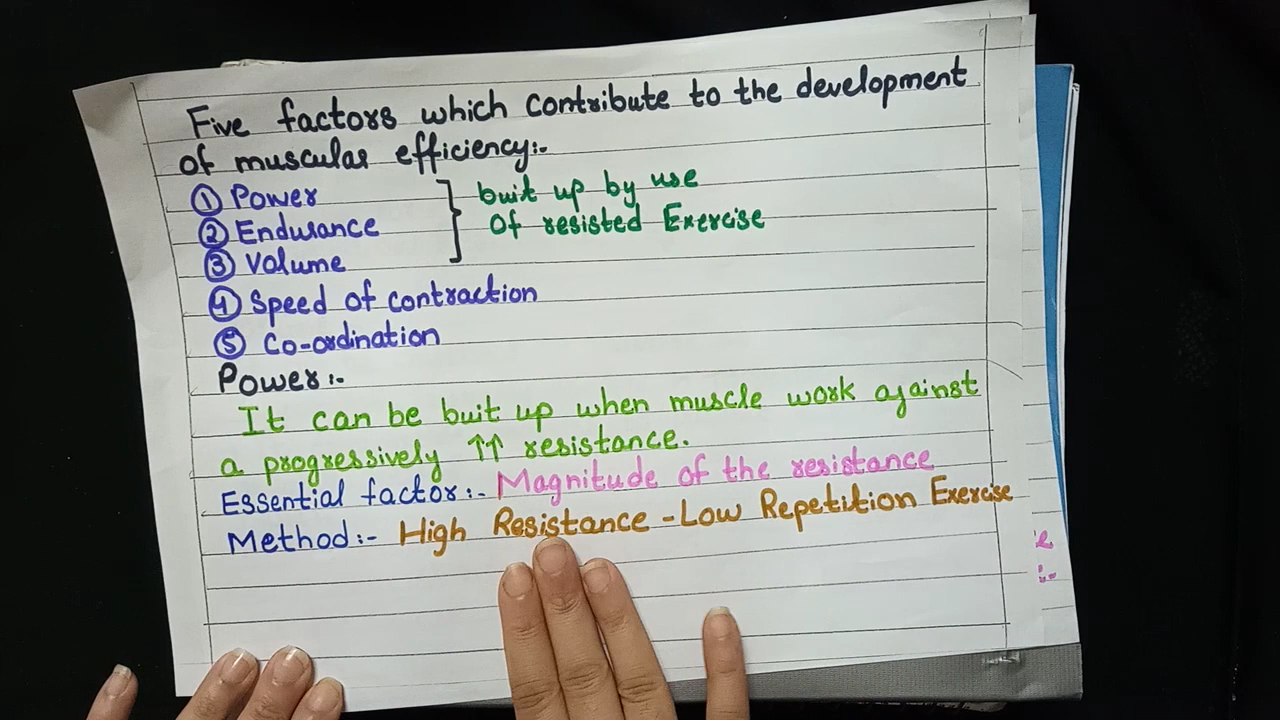 Five factors which contribute to the development
of muscular efficiency:-
① Power
② Endurance
③ Volume
} buit up by use
of resisted Exercise
④ Speed of contraction
⑤ Co-ordination
Power:-
It can be buit up when muscle work against
a progressively ↑↑ resistance.
Essential factor:- Magnitude of the resistance
Method:- High Resistance - Low Repetition Exercise